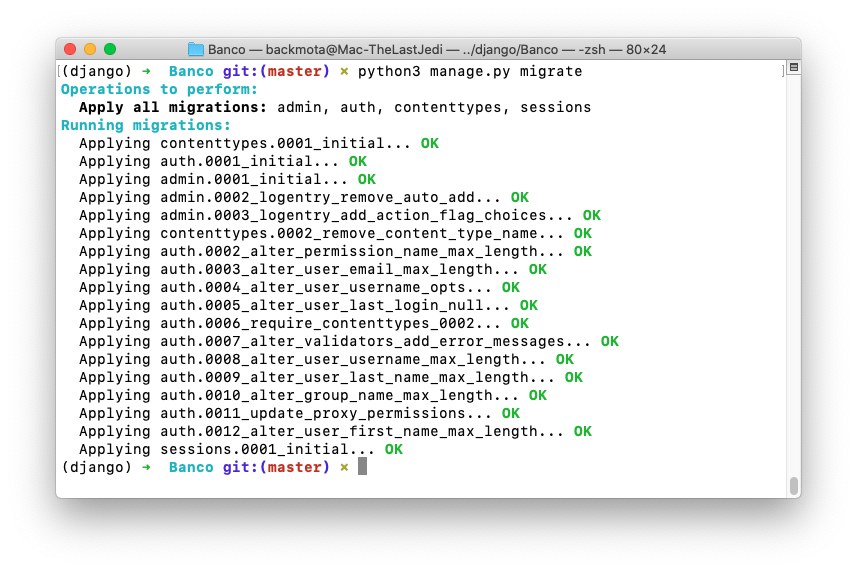 Banco — backmota@Mac-TheLastJedi — ../django/Banco — -zsh — 80×24
[(django) ➜  Banco git:(master) ✗ python3 manage.py migrate ]
Operations to perform:
  Apply all migrations: admin, auth, contenttypes, sessions
Running migrations:
  Applying contenttypes.0001_initial... OK
  Applying auth.0001_initial... OK
  Applying admin.0001_initial... OK
  Applying admin.0002_logentry_remove_auto_add... OK
  Applying admin.0003_logentry_add_action_flag_choices... OK
  Applying contenttypes.0002_remove_content_type_name... OK
  Applying auth.0002_alter_permission_name_max_length... OK
  Applying auth.0003_alter_user_email_max_length... OK
  Applying auth.0004_alter_user_username_opts... OK
  Applying auth.0005_alter_user_last_login_null... OK
  Applying auth.0006_require_contenttypes_0002... OK
  Applying auth.0007_alter_validators_add_error_messages... OK
  Applying auth.0008_alter_user_username_max_length... OK
  Applying auth.0009_alter_user_last_name_max_length... OK
  Applying auth.0010_alter_group_name_max_length... OK
  Applying auth.0011_update_proxy_permissions... OK
  Applying auth.0012_alter_user_first_name_max_length... OK
  Applying sessions.0001_initial... OK
(django) ➜  Banco git:(master) ✗